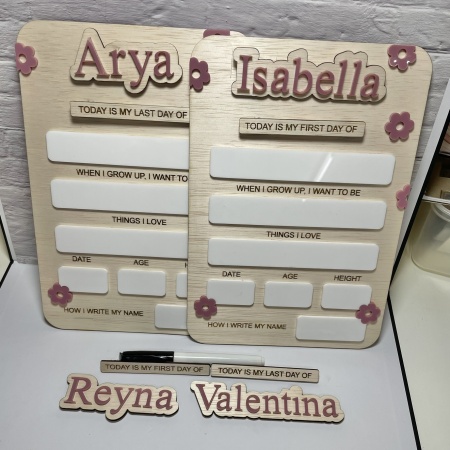 Arya
TODAY IS MY LAST DAY OF
WHEN I GROW UP, I WANT TO
THINGS I LOVE
DATE AGE H
HOW I WRITE MY NAME
Isabella
TODAY IS MY FIRST DAY OF
WHEN I GROW UP, I WANT TO BE
THINGS I LOVE
DATE AGE HEIGHT
HOW I WRITE MY NAME
TODAY IS MY FIRST DAY OF
TODAY IS MY LAST DAY OF
Reyna
Valentina